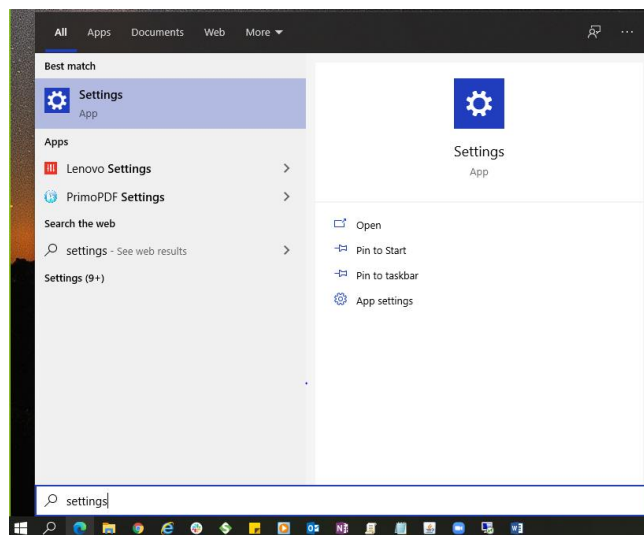 All Apps Documents Web More
Best match
Settings
App
Apps
Lenovo Settings
PrimoPDF Settings
Search the web
settings - See web results
Settings (9+)
Settings
App
Open
Pin to Start
Pin to taskbar
App settings
settings